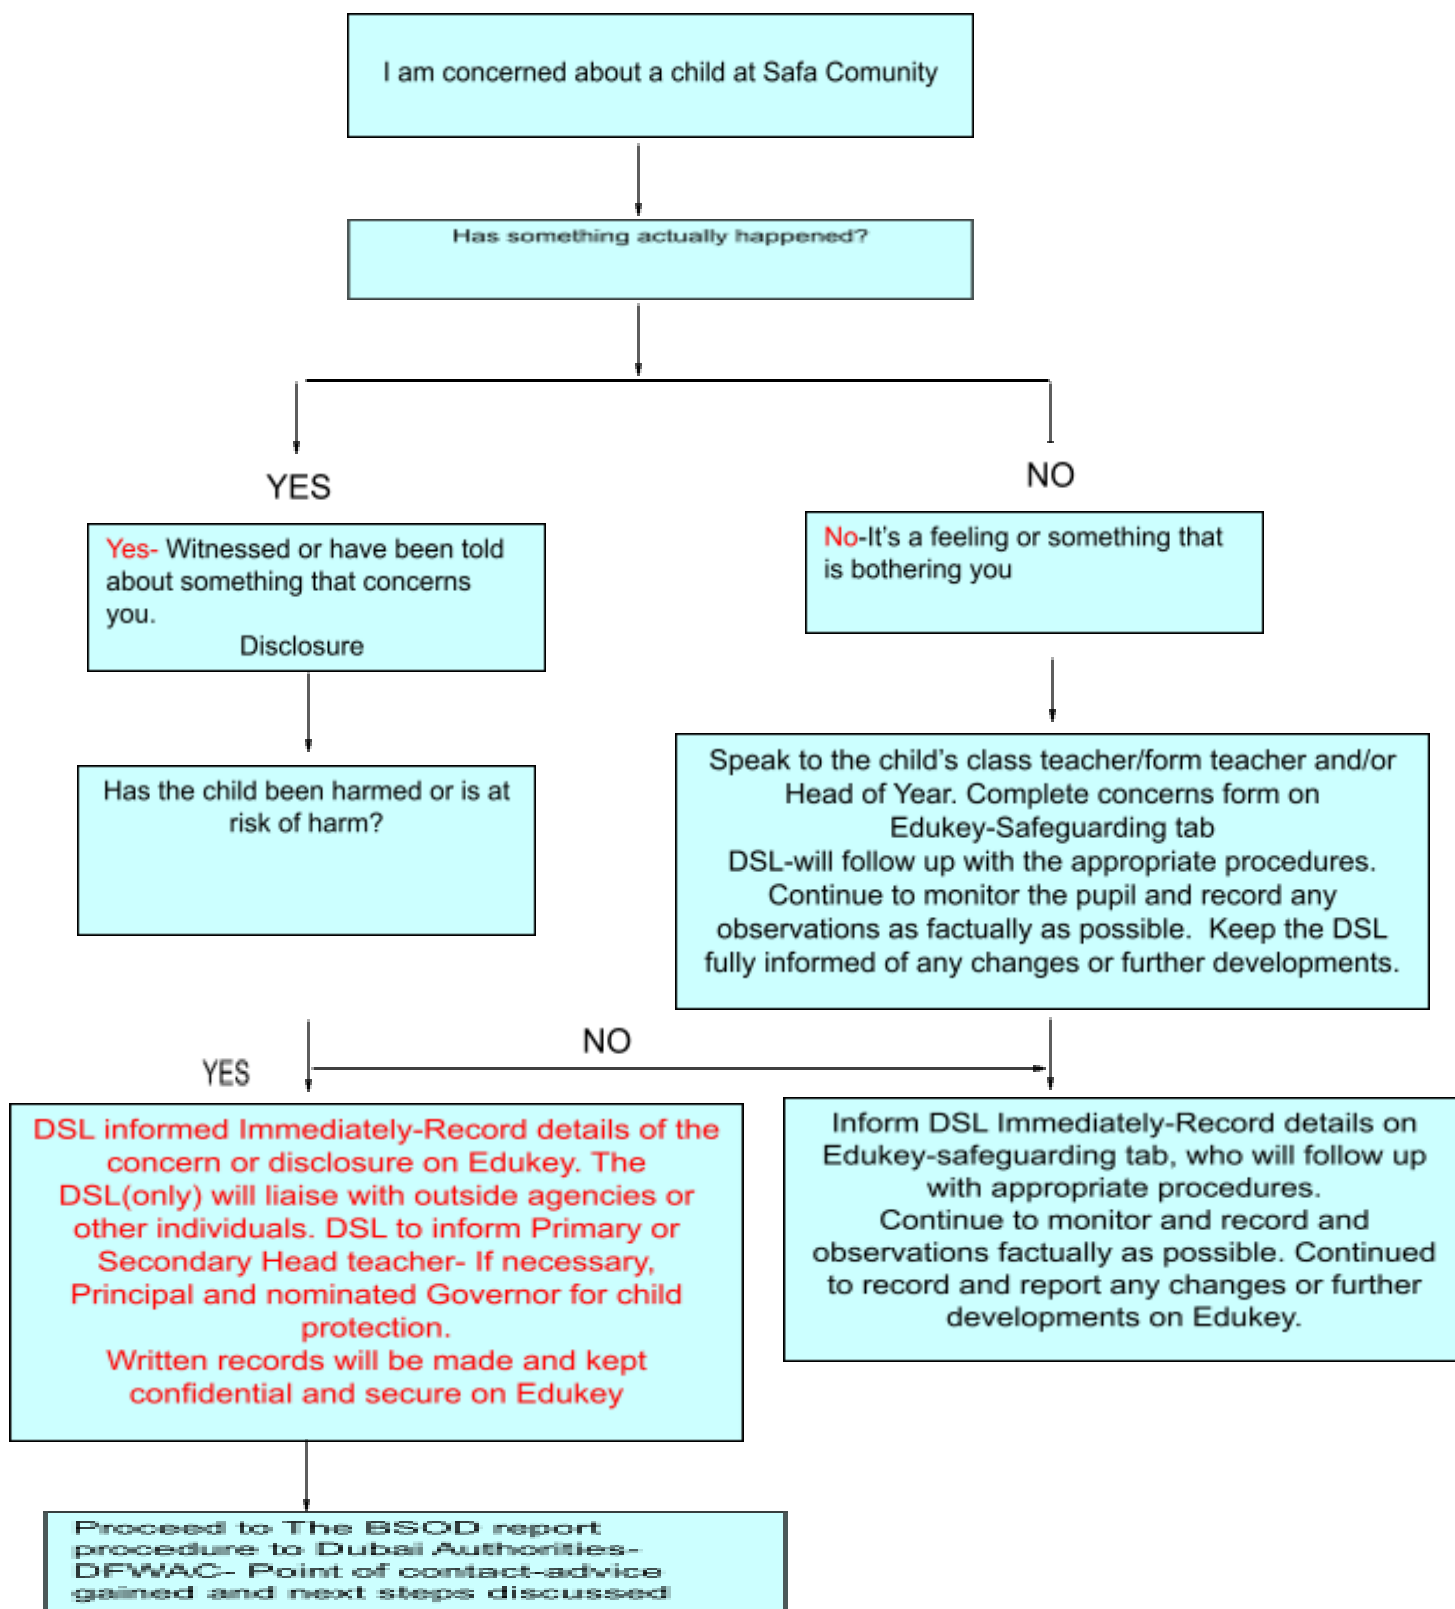 I am concerned about a child at Safa Comunity
Has something actually happened?
YES
NO
Yes- Witnessed or have been told
about something that concerns
you.
Disclosure
No-It's a feeling or something that
is bothering you
Has the child been harmed or is at
risk of harm?
Speak to the child's class teacher/form teacher and/or
Head of Year. Complete concerns form on
Edukey-Safeguarding tab
DSL-will follow up with the appropriate procedures.
Continue to monitor the pupil and record any
observations as factually as possible.  Keep the DSL
fully informed of any changes or further developments.
YES
NO
DSL informed Immediately-Record details of the
concern or disclosure on Edukey. The
DSL(only) will liaise with outside agencies or
other individuals. DSL to inform Primary or
Secondary Head teacher- If necessary,
Principal and nominated Governor for child
protection.
Written records will be made and kept
confidential and secure on Edukey
Inform DSL Immediately-Record details on
Edukey-safeguarding tab, who will follow up
with appropriate procedures.
Continue to monitor and record and
observations factually as possible. Continued
to record and report any changes or further
developments on Edukey.
Proceed to The BSOD report
procedure to Dubai Authorities-
DFWAC- Point of contact-advice
gained and next steps discussed